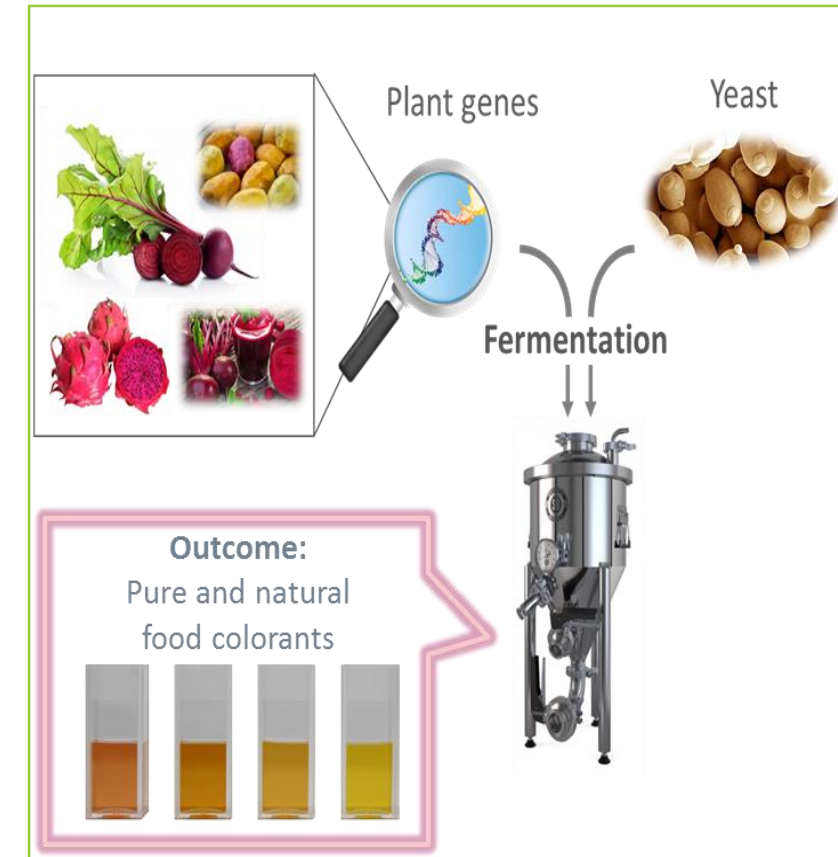 Plant genes
Yeast
Fermentation
Outcome:
Pure and natural
food colorants